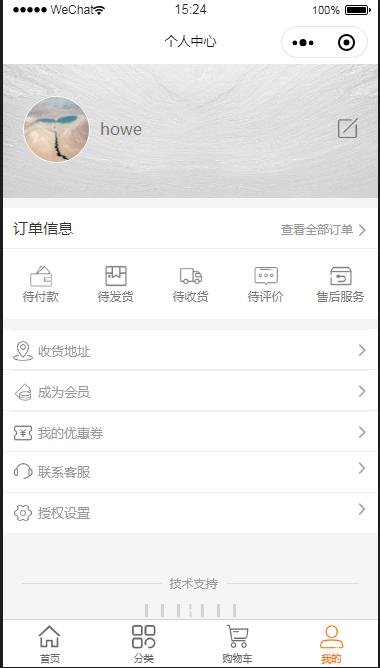 ●●●●● WeChat 15:24 100%
个人中心
howe
订单信息 查看全部订单
待付款 待发货 待收货 待评价 售后服务
收货地址
成为会员
我的优惠券
联系客服
授权设置
技术支持
首页 分类 购物车 我的